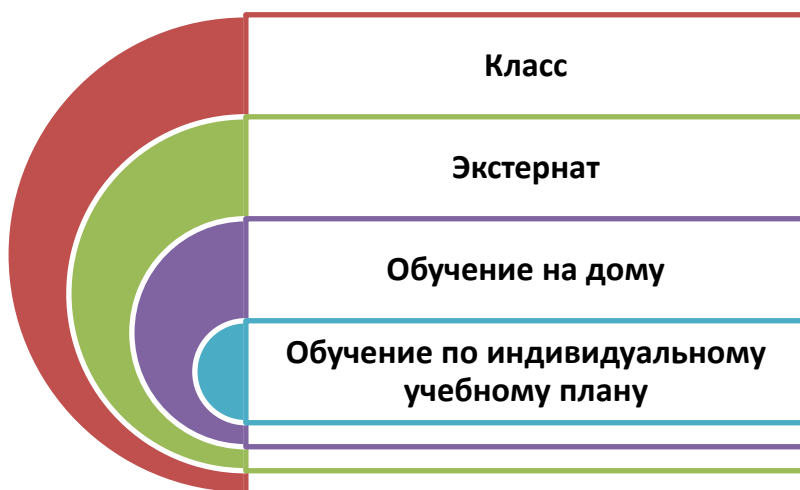 Класс
Экстернат
Обучение на дому
Обучение по индивидуальному
учебному плану